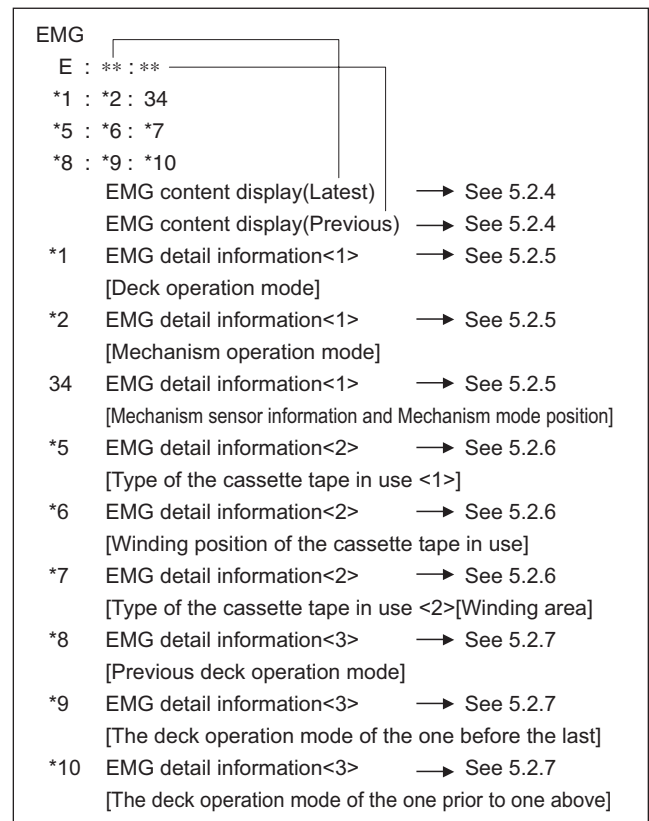 EMG
E : ** : **
*1 : *2 : 34
*5 : *6 : *7
*8 : *9 : *10
EMG content display(Latest) → See 5.2.4
EMG content display(Previous) → See 5.2.4
*1 EMG detail information<1> → See 5.2.5
[Deck operation mode]
*2 EMG detail information<1> → See 5.2.5
[Mechanism operation mode]
34 EMG detail information<1> → See 5.2.5
[Mechanism sensor information and Mechanism mode position]
*5 EMG detail information<2> → See 5.2.6
[Type of the cassette tape in use <1>]
*6 EMG detail information<2> → See 5.2.6
[Winding position of the cassette tape in use]
*7 EMG detail information<2> → See 5.2.6
[Type of the cassette tape in use <2>[Winding area]
*8 EMG detail information<3> → See 5.2.7
[Previous deck operation mode]
*9 EMG detail information<3> → See 5.2.7
[The deck operation mode of the one before the last]
*10 EMG detail information<3> → See 5.2.7
[The deck operation mode of the one prior to one above]